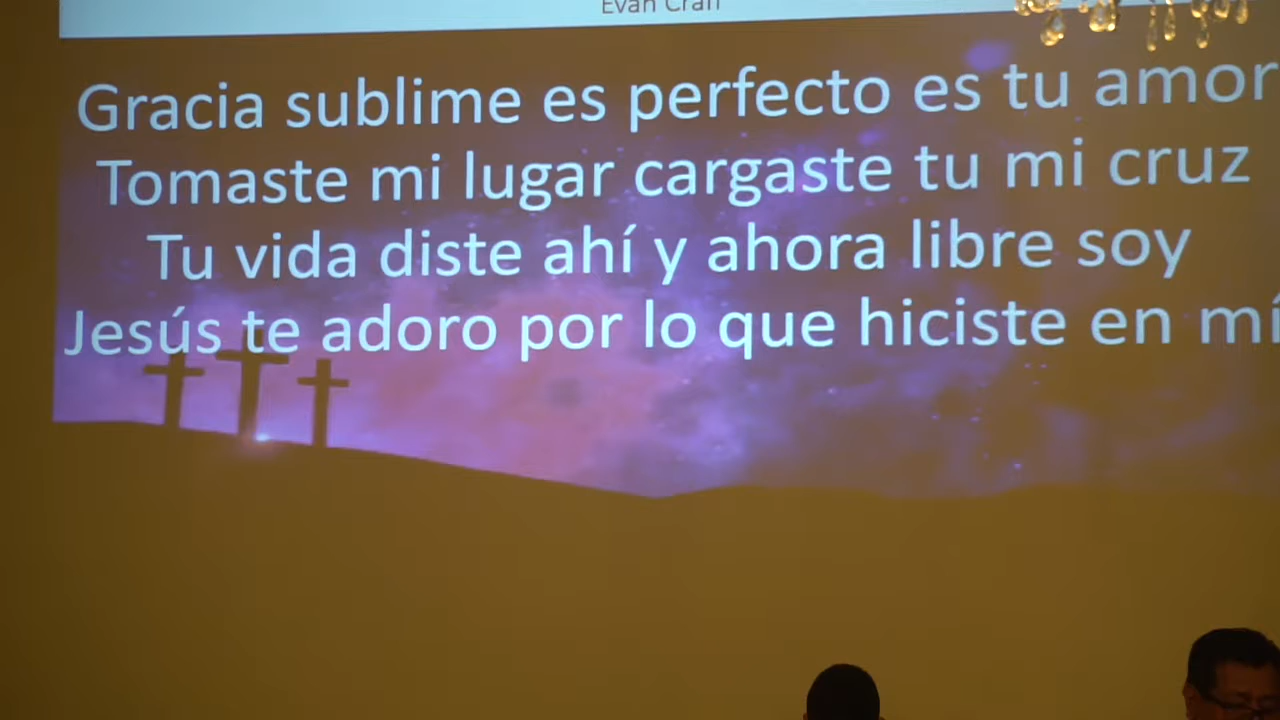 Evan Craft
Gracia sublime es perfecto es tu amor
Tomaste mi lugar cargaste tu mi cruz
Tu vida diste ahí y ahora libre soy
Jesús te adoro por lo que hiciste en mí